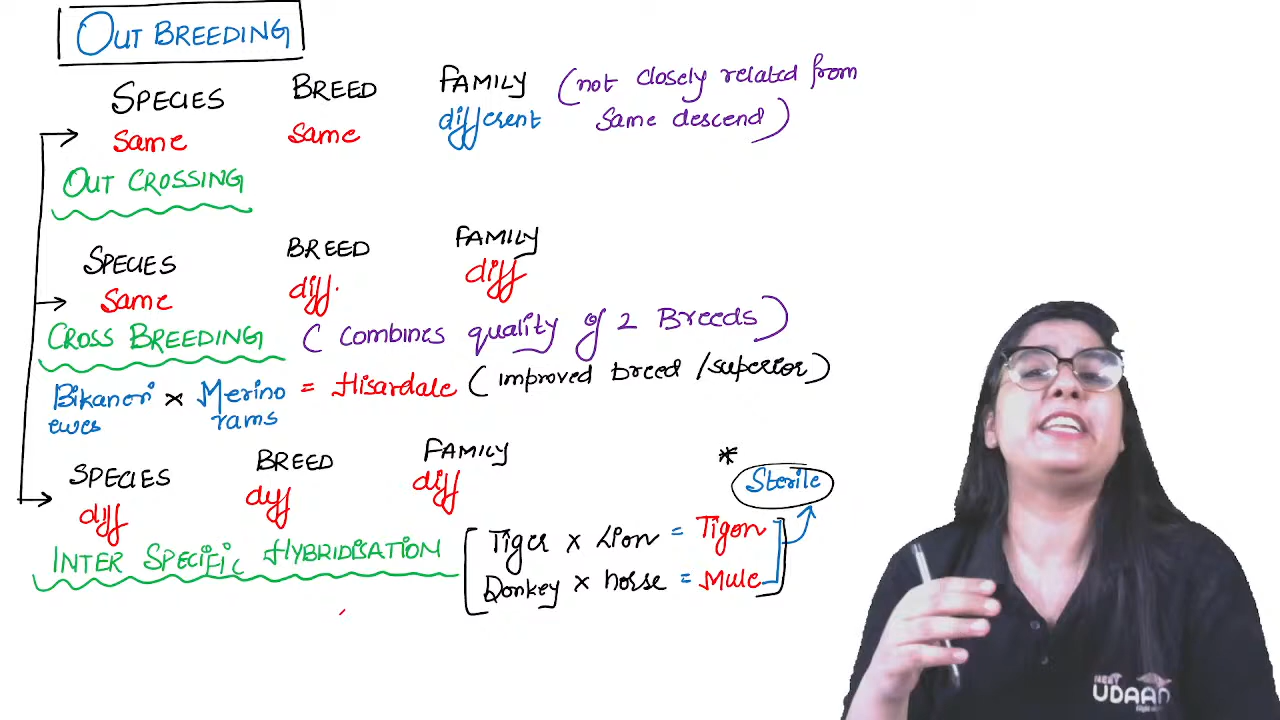 OUT BREEDING
SPECIES BREED FAMILY (not closely related from
same same different same descend)
OUT CROSSING
SPECIES BREED FAMILY
same diff. diff
CROSS BREEDING (combines quality of 2 Breeds)
Bikaneri × Merino = Hisardale (improved breed /superior)
ewes rams
SPECIES BREED FAMILY
diff diff diff
* Sterile
INTER SPECIFIC HYBRIDISATION
Tiger × Lion = Tigon
Donkey × horse = Mule
NEET
UDAAN